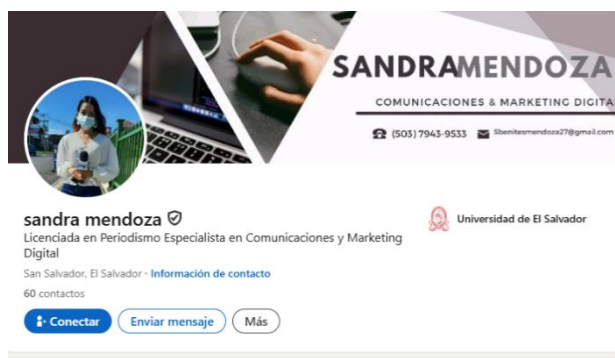 SANDRAMENDOZA
COMUNICACIONES & MARKETING DIGITA
(503) 7943-9533 Sbenitesmendoza27@gmail.com
sandra mendoza
Universidad de El Salvador
Licenciada en Periodismo Especialista en Comunicaciones y Marketing
Digital
San Salvador, El Salvador · Información de contacto
60 contactos
Conectar Enviar mensaje Más